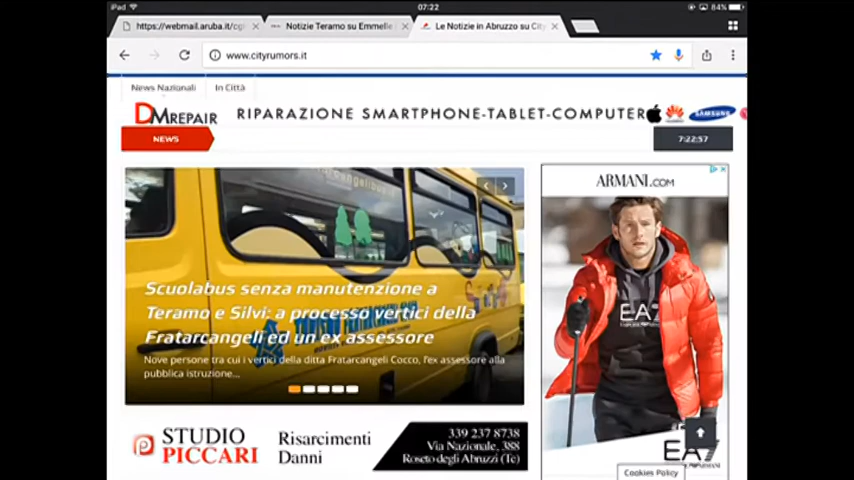 iPad
07:22
84%
https://webmail.aruba.it/cgi
Notizie Teramo su Emmelle
Le Notizie in Abruzzo su City
www.cityrumors.it
News Nazionali
In Città
DMREPAIR
RIPARAZIONE SMARTPHONE-TABLET-COMPUTER
HUAWEI
SAMSUNG
NEWS
7:22:57
ARMANI.COM
Scuolabus senza manutenzione a
Teramo e Silvi: a processo vertici della
Fratarcangeli ed un ex assessore
Nove persone tra cui i vertici della ditta Fratarcangeli Cocco, l'ex assessore alla
pubblica istruzione...
EA7
EA7
STUDIO
PICCARI
Risarcimenti
Danni
339 237 8738
Via Nazionale, 388
Roseto degli Abruzzi (Te)
Cookies Policy